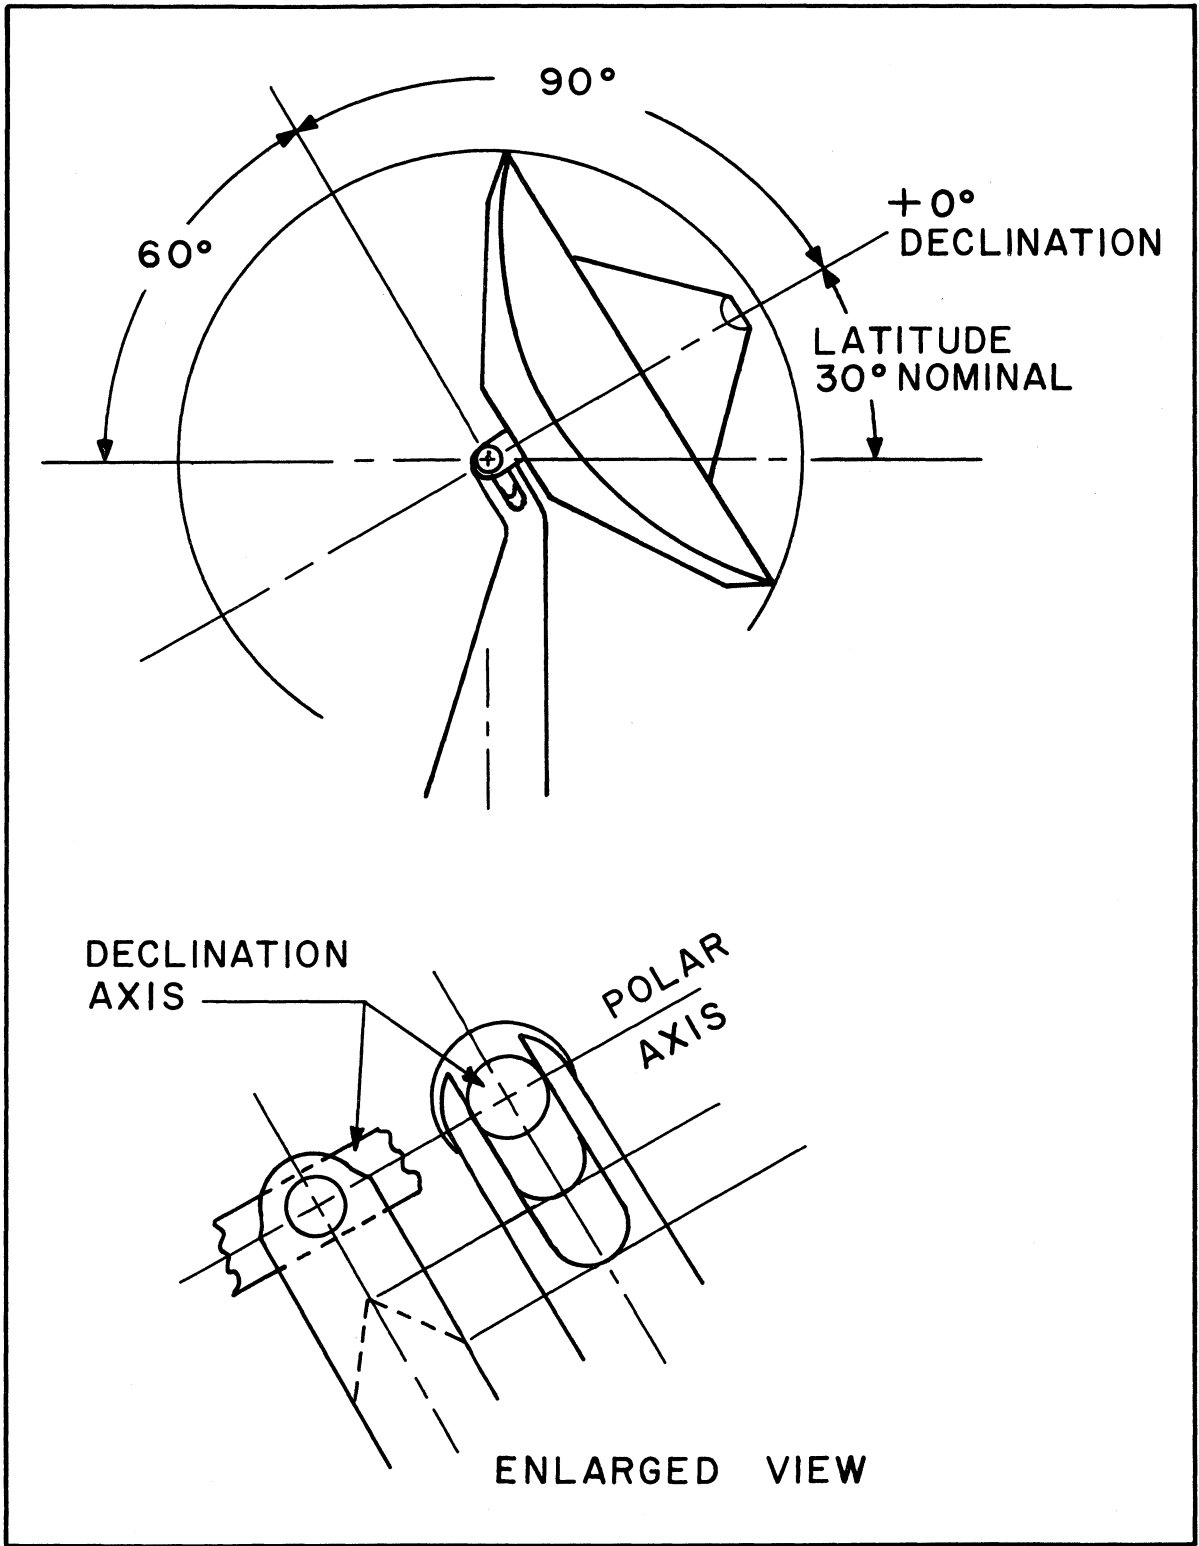 90°
60°
+0°
DECLINATION
LATITUDE
30° NOMINAL
DECLINATION
AXIS
POLAR
AXIS
ENLARGED VIEW